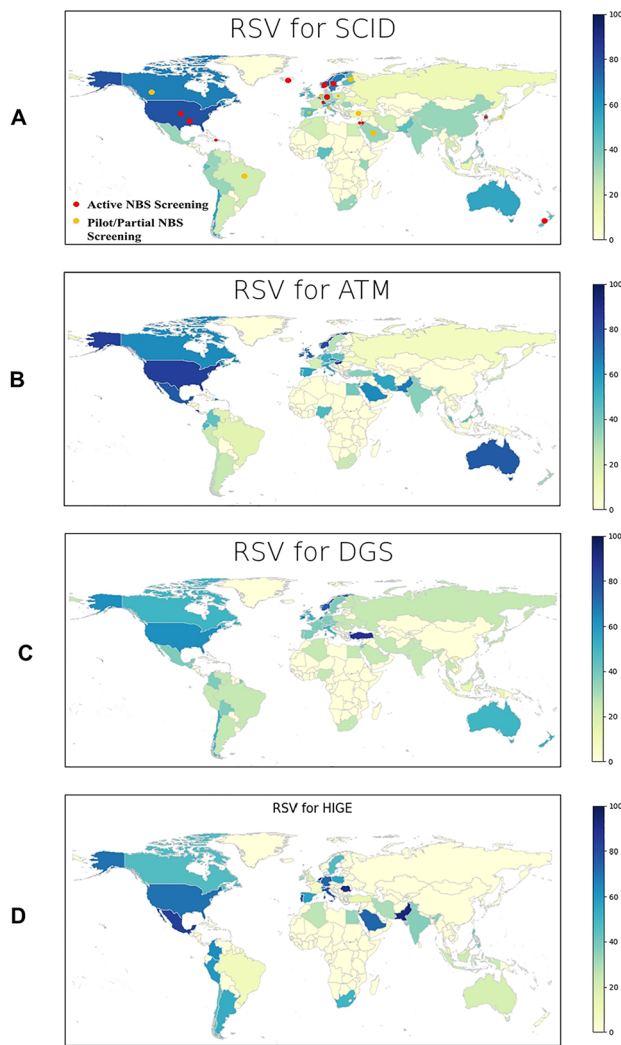 RSV for SCID
A
Active NBS Screening
Pilot/Partial NBS
Screening
100
80
60
40
20
0
RSV for ATM
B
100
80
60
40
20
0
RSV for DGS
C
100
80
60
40
20
0
RSV for HIGE
D
100
80
60
40
20
0